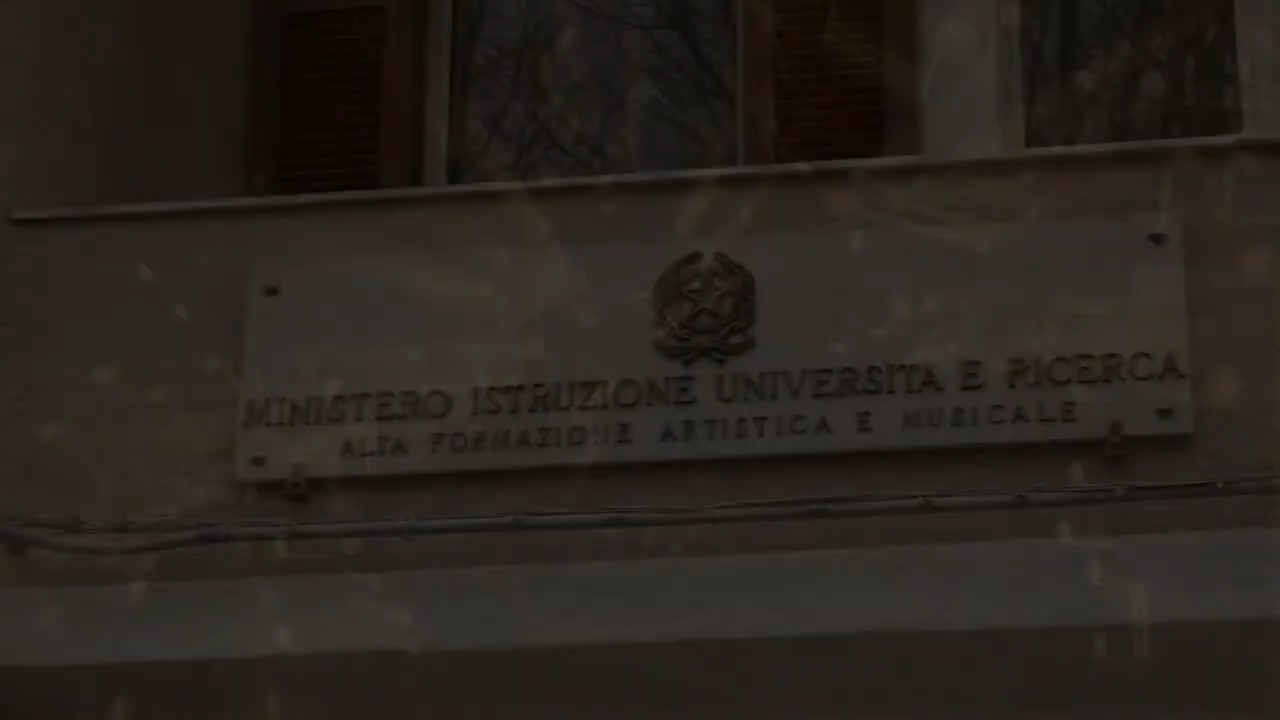 MINISTERO ISTRUZIONE UNIVERSITA E RICERCA
ALTA FORMAZIONE ARTISTICA E MUSICALE